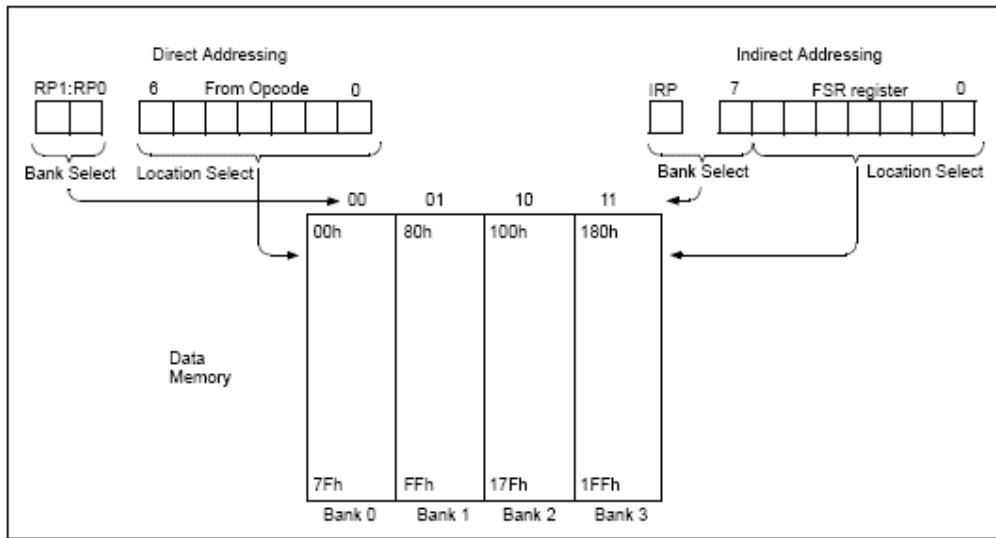 Direct Addressing Indirect Addressing
RP1:RP0 6 From Opcode 0 IRP 7 FSR register 0
Bank Select Location Select Bank Select Location Select
00 01 10 11
00h 80h 100h 180h
Data
Memory
7Fh FFh 17Fh 1FFh
Bank 0 Bank 1 Bank 2 Bank 3